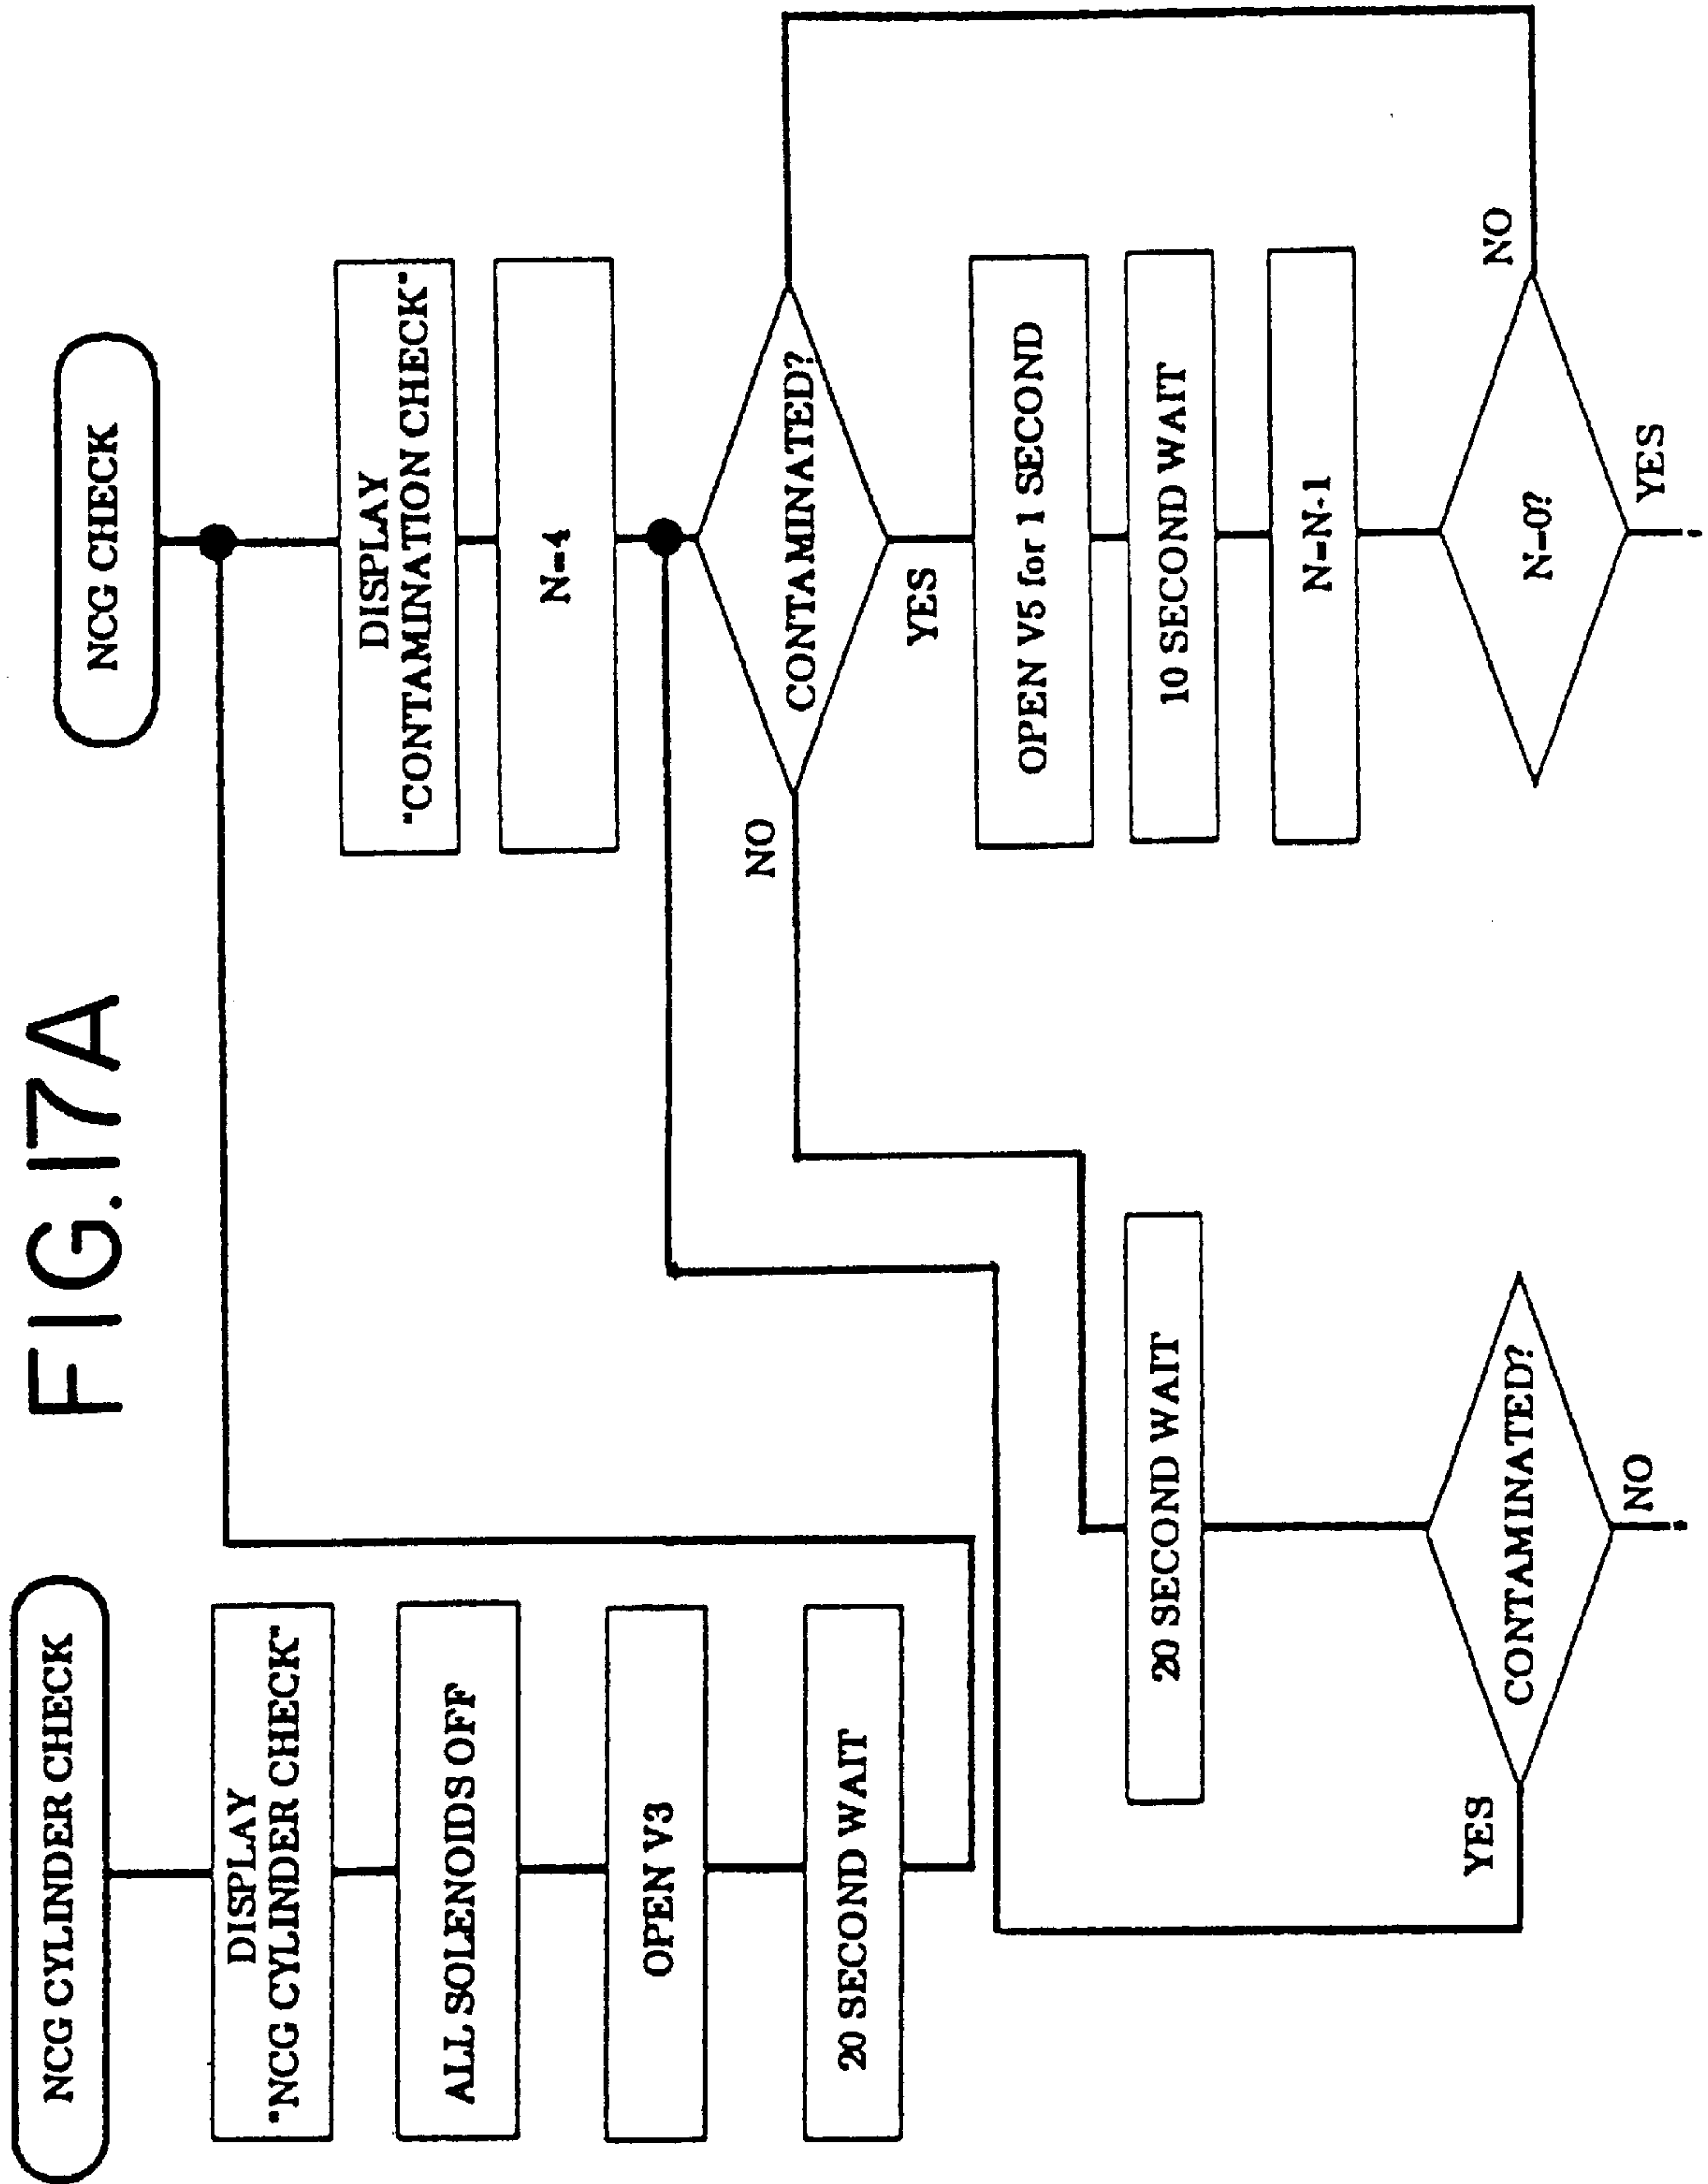 FIG.17A
NCG CYLINDER CHECK
DISPLAY
"NCG CYLINDER CHECK"
ALL SOLENOIDS OFF
OPEN V3
20 SECOND WAIT
NCG CHECK
DISPLAY
"CONTAMINATION CHECK"
N=4
CONTAMINATED?
NO
YES
OPEN V5 for 1 SECOND
10 SECOND WAIT
N=N-1
N=0?
NO
YES
20 SECOND WAIT
CONTAMINATED?
YES
NO